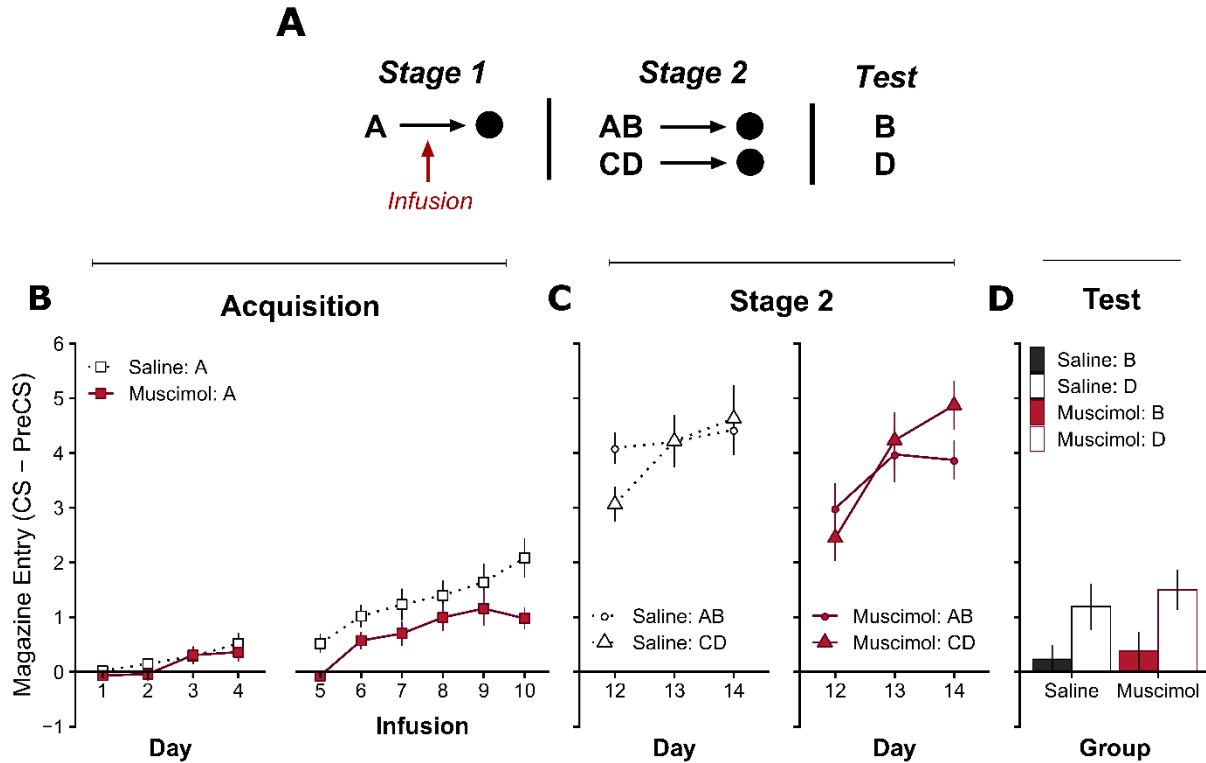 A
Stage 1
Stage 2
Test
A
AB
B
CD
D
Infusion
B
Acquisition
C
Stage 2
D
Test
Magazine Entry (CS − PreCS)
6
5
4
3
2
1
0
−1
Saline: A
Muscimol: A
1 2 3 4
5 6 7 8 9 10
Infusion
Day
Saline: AB
Saline: CD
12 13 14
Day
Muscimol: AB
Muscimol: CD
12 13 14
Day
Saline: B
Saline: D
Muscimol: B
Muscimol: D
Saline Muscimol
Group